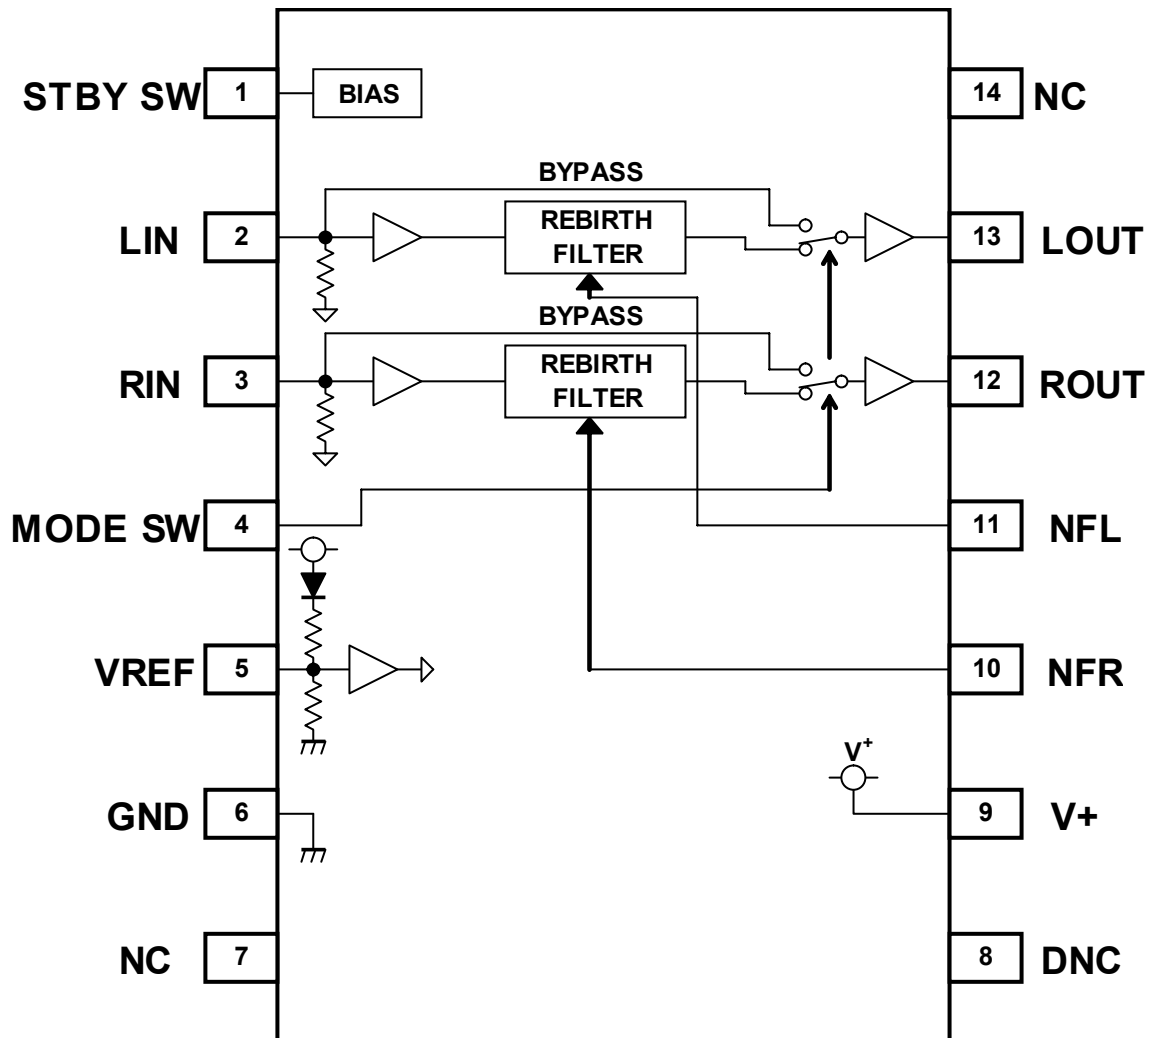 STBY SW 1 BIAS 14 NC
BYPASS
LIN 2 REBIRTH FILTER 13 LOUT
BYPASS
RIN 3 REBIRTH FILTER 12 ROUT
MODE SW 4 11 NFL
VREF 5 10 NFR
V+
GND 6 9 V+
NC 7 8 DNC